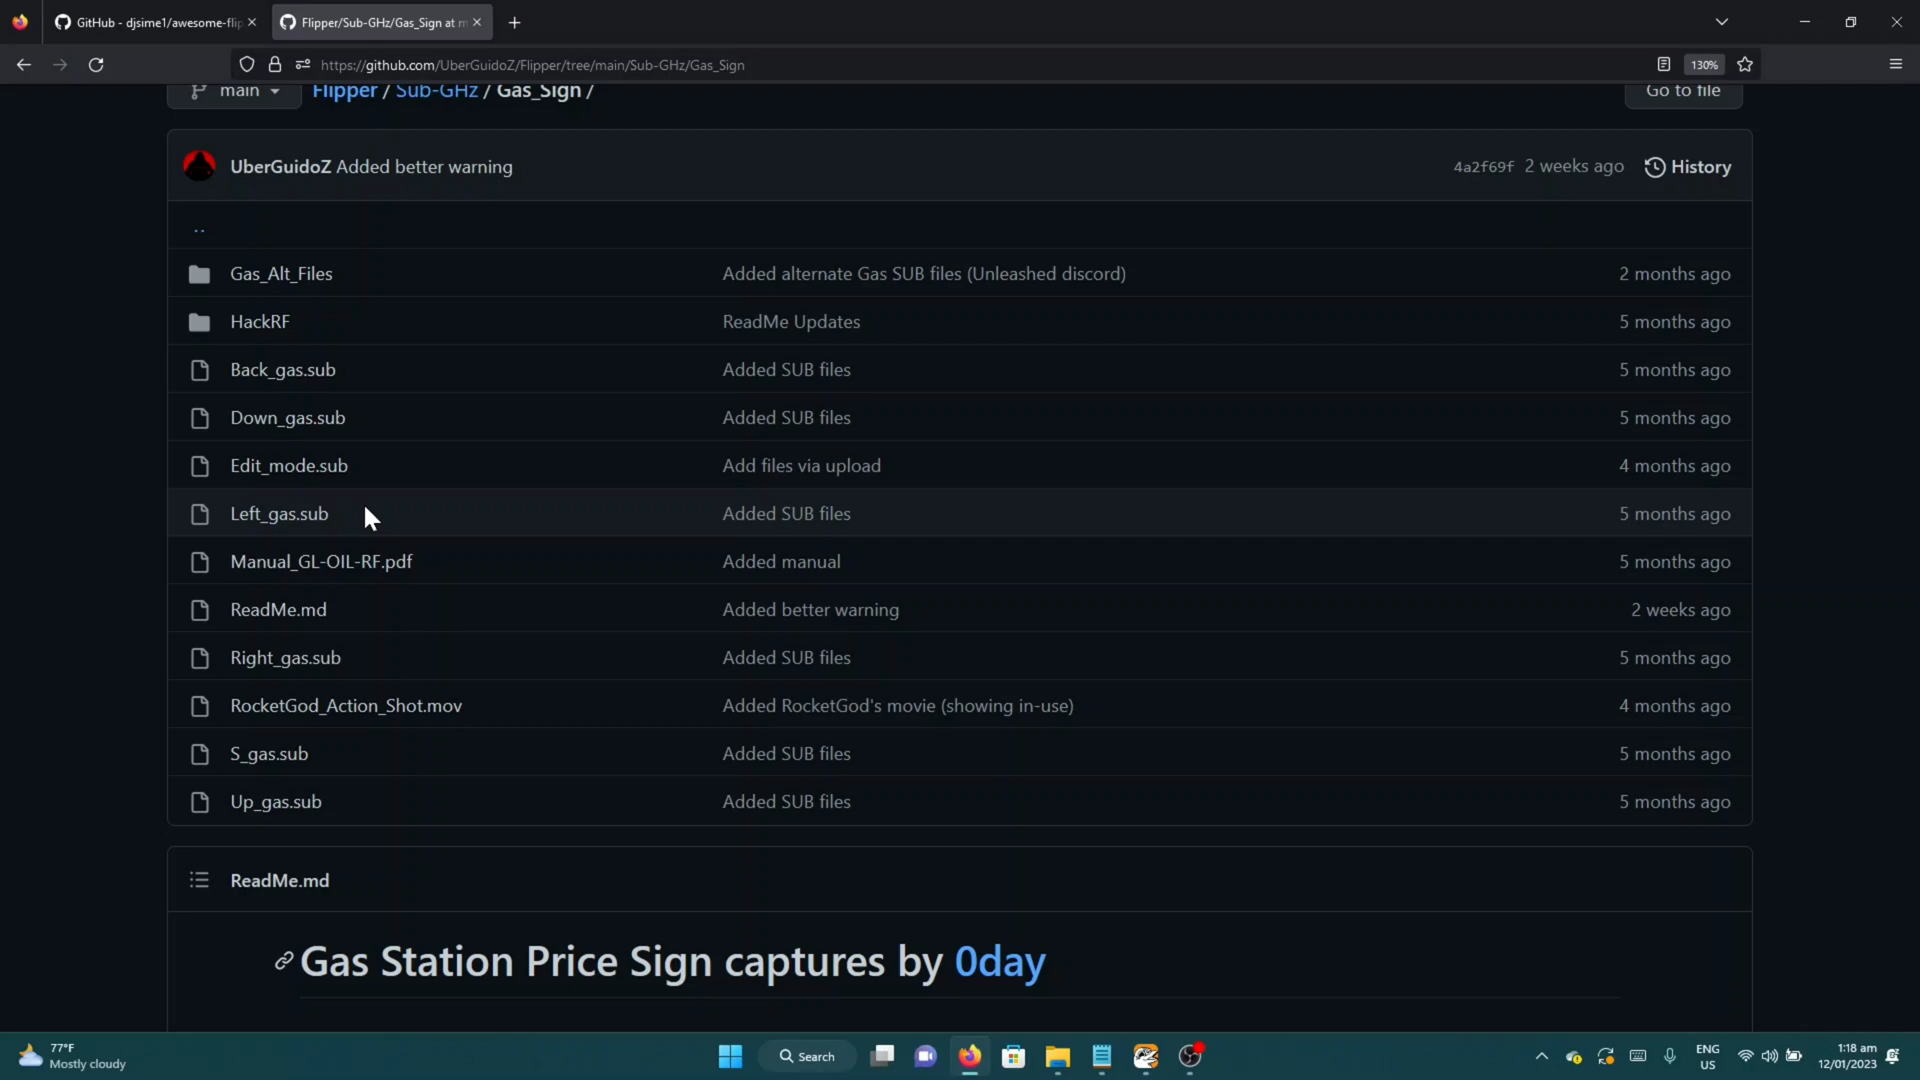 GitHub - djsime1/awesome-flip
Flipper/Sub-GHz/Gas_Sign at m
https://github.com/UberGuidoZ/Flipper/tree/main/Sub-GHz/Gas_Sign
130%
main
Flipper / Sub-GHz / Gas_Sign /
Go to file
UberGuidoZ Added better warning
4a2f69f 2 weeks ago
History
..
Gas_Alt_Files Added alternate Gas SUB files (Unleashed discord) 2 months ago
HackRF ReadMe Updates 5 months ago
Back_gas.sub Added SUB files 5 months ago
Down_gas.sub Added SUB files 5 months ago
Edit_mode.sub Add files via upload 4 months ago
Left_gas.sub Added SUB files 5 months ago
Manual_GL-OIL-RF.pdf Added manual 5 months ago
ReadMe.md Added better warning 2 weeks ago
Right_gas.sub Added SUB files 5 months ago
RocketGod_Action_Shot.mov Added RocketGod's movie (showing in-use) 4 months ago
S_gas.sub Added SUB files 5 months ago
Up_gas.sub Added SUB files 5 months ago
ReadMe.md
Gas Station Price Sign captures by 0day
77°F
Mostly cloudy
Search
ENG
US
1:18 am
12/01/2023